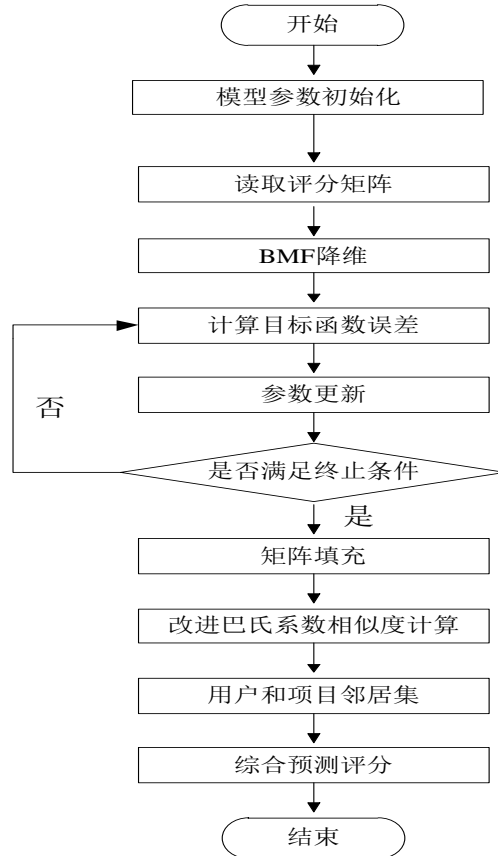 开始
模型参数初始化
读取评分矩阵
BMF降维
计算目标函数误差
否
参数更新
是否满足终止条件
是
矩阵填充
改进巴氏系数相似度计算
用户和项目邻居集
综合预测评分
结束